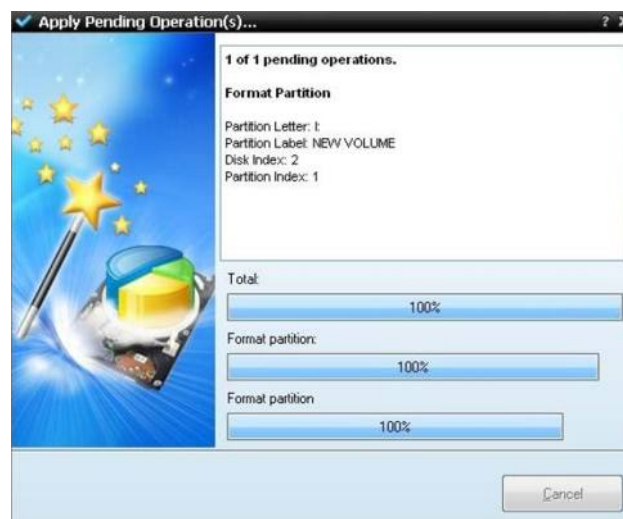 Apply Pending Operation(s)...
?
1 of 1 pending operations.
Format Partition
Partition Letter: I:
Partition Label: NEW VOLUME
Disk Index: 2
Partition Index: 1
Total:
100%
Format partition:
100%
Format partition
100%
Cancel